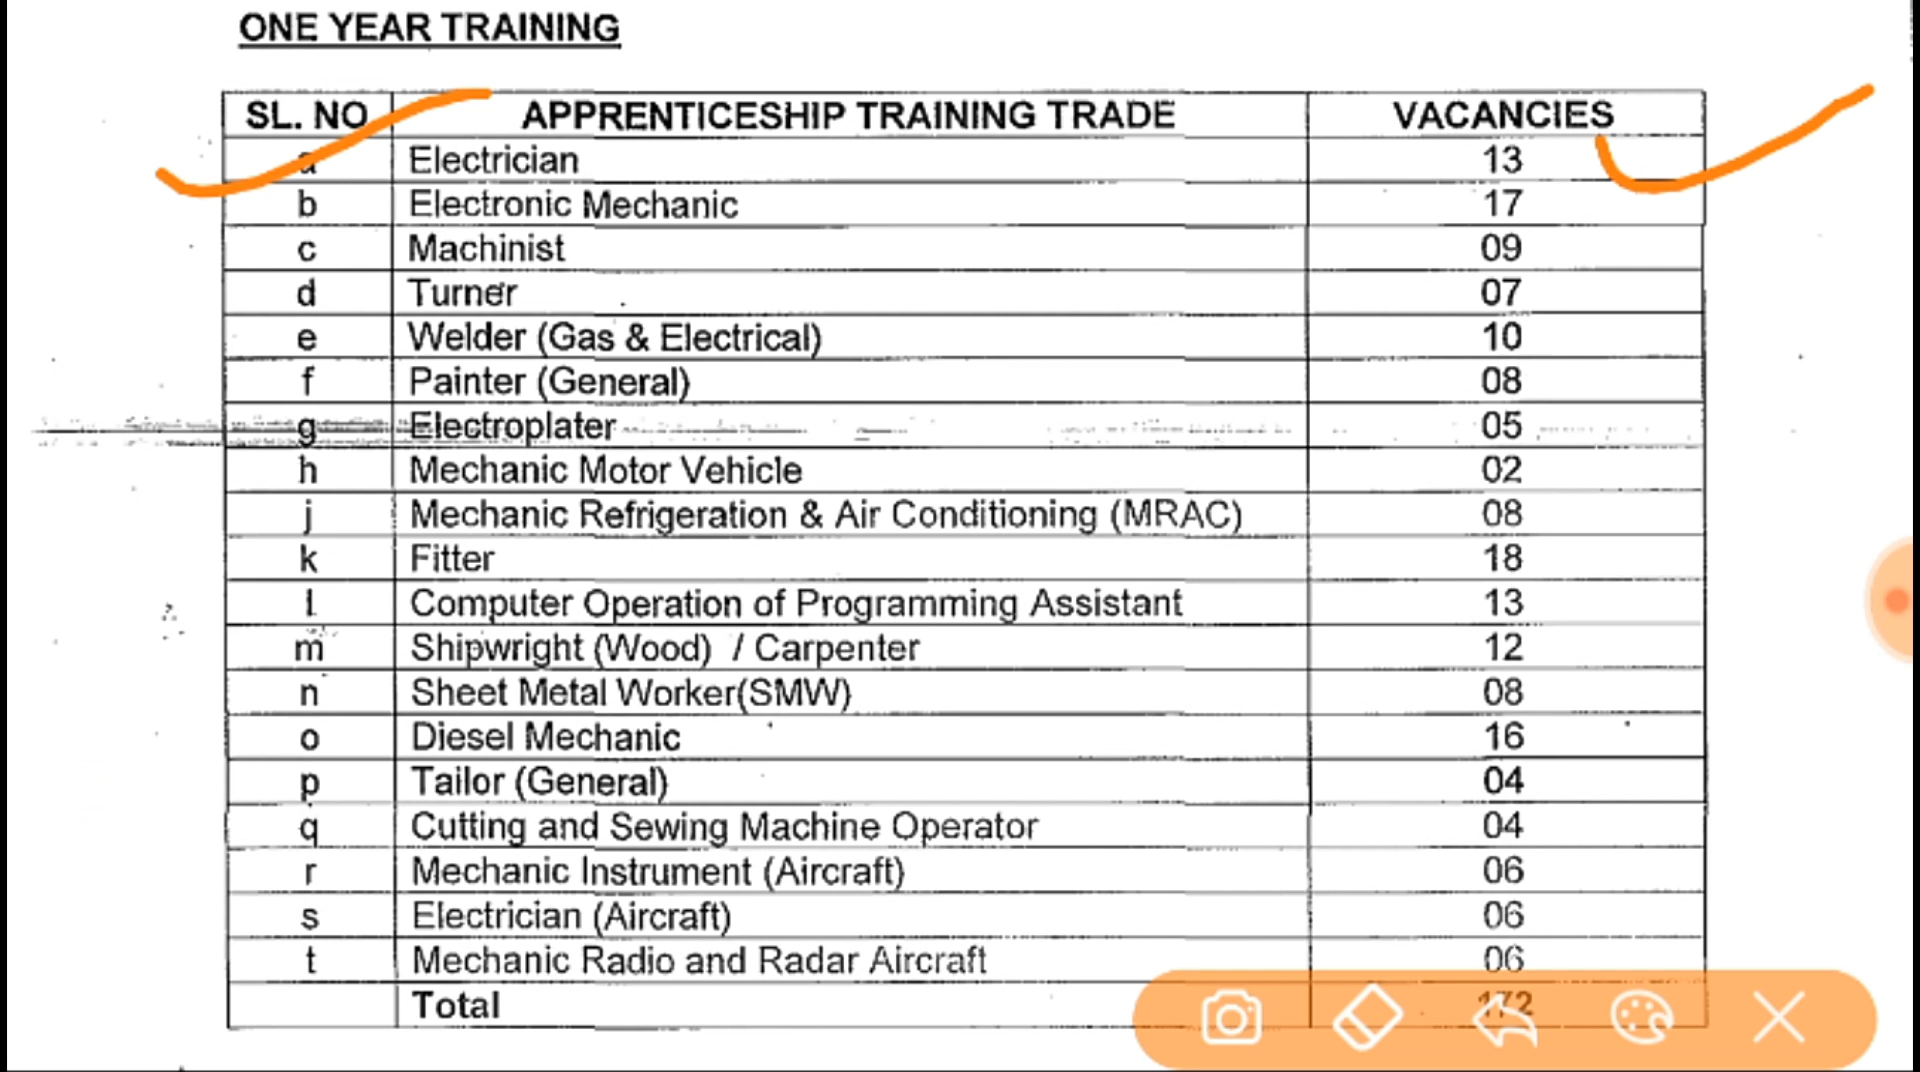 ONE YEAR TRAINING
SL. NO APPRENTICESHIP TRAINING TRADE VACANCIES
a Electrician 13
b Electronic Mechanic 17
c Machinist 09
d Turner 07
e Welder (Gas & Electrical) 10
f Painter (General) 08
g Electroplater 05
h Mechanic Motor Vehicle 02
j Mechanic Refrigeration & Air Conditioning (MRAC) 08
k Fitter 18
l Computer Operation of Programming Assistant 13
m Shipwright (Wood) / Carpenter 12
n Sheet Metal Worker(SMW) 08
o Diesel Mechanic 16
p Tailor (General) 04
q Cutting and Sewing Machine Operator 04
r Mechanic Instrument (Aircraft) 06
s Electrician (Aircraft) 06
t Mechanic Radio and Radar Aircraft 06
Total 172